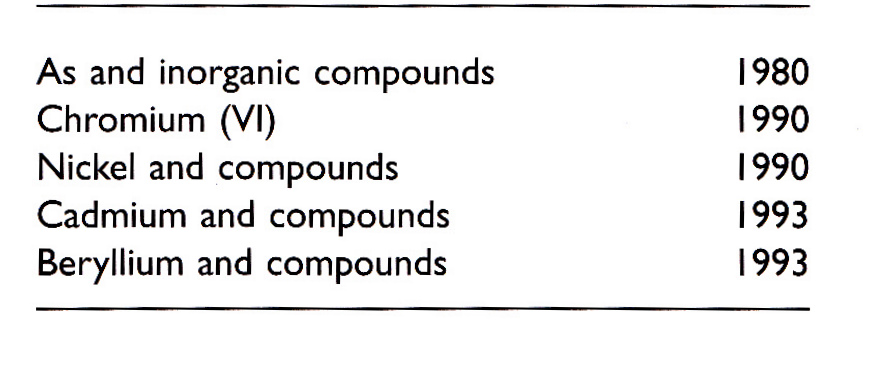 As and inorganic compounds 1980
Chromium (VI) 1990
Nickel and compounds 1990
Cadmium and compounds 1993
Beryllium and compounds 1993